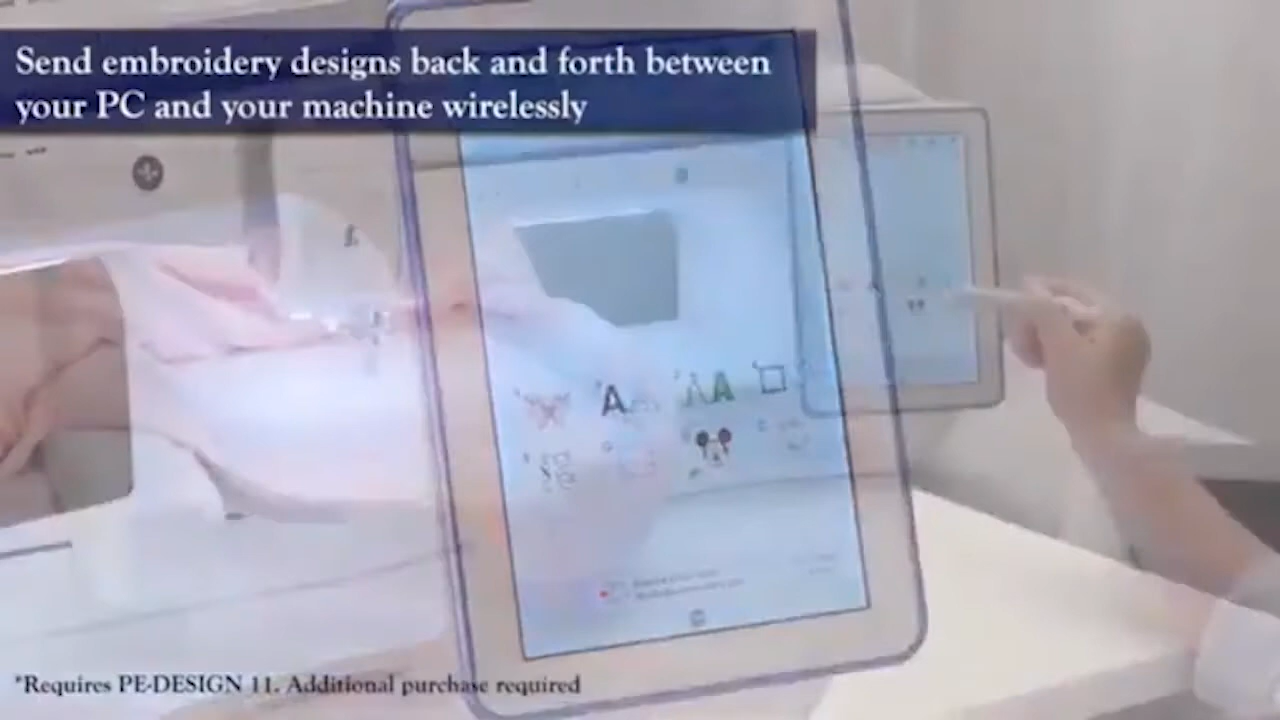 Send embroidery designs back and forth between
your PC and your machine wirelessly
A
AA
*Requires PE-DESIGN 11. Additional purchase required